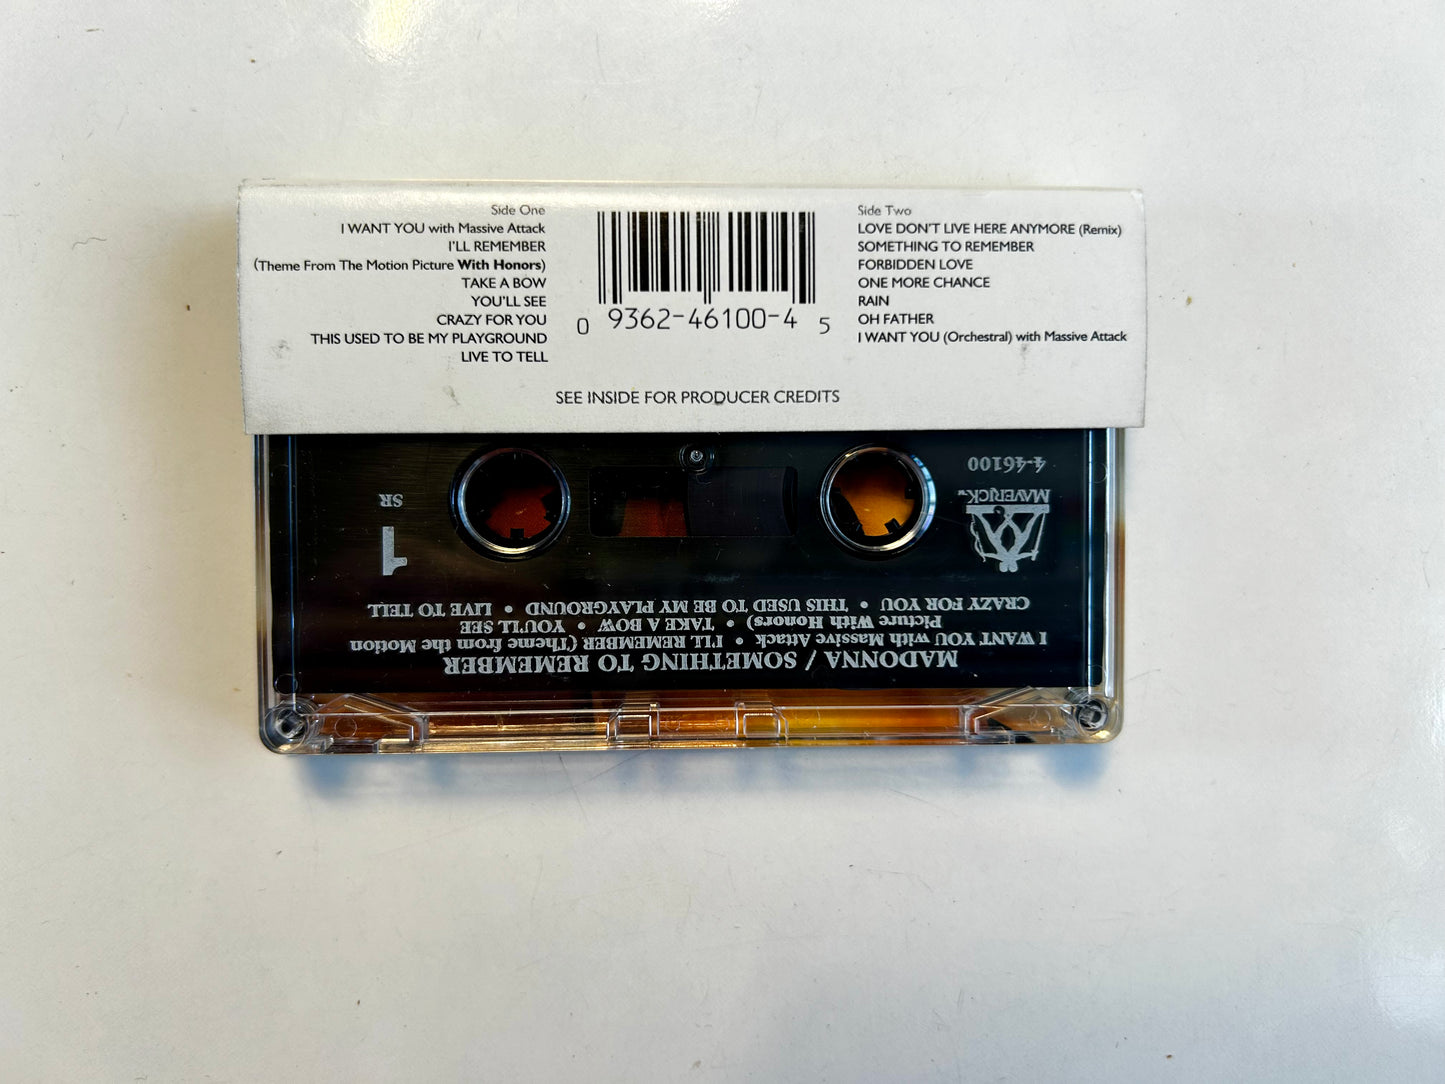 Side One
I WANT YOU with Massive Attack
I'LL REMEMBER
(Theme From The Motion Picture With Honors)
TAKE A BOW
YOU'LL SEE
CRAZY FOR YOU
THIS USED TO BE MY PLAYGROUND
LIVE TO TELL
0 9362-46100-4 5
Side Two
LOVE DON'T LIVE HERE ANYMORE (Remix)
SOMETHING TO REMEMBER
FORBIDDEN LOVE
ONE MORE CHANCE
RAIN
OH FATHER
I WANT YOU (Orchestral) with Massive Attack
SEE INSIDE FOR PRODUCER CREDITS
MADONNA / SOMETHING TO REMEMBER
I WANT YOU with Massive Attack • I'LL REMEMBER (Theme from the Motion
Picture With Honors) • TAKE A BOW • YOU'LL SEE
CRAZY FOR YOU • THIS USED TO BE MY PLAYGROUND • LIVE TO TELL
MAVERICK
4-46100
1
SR